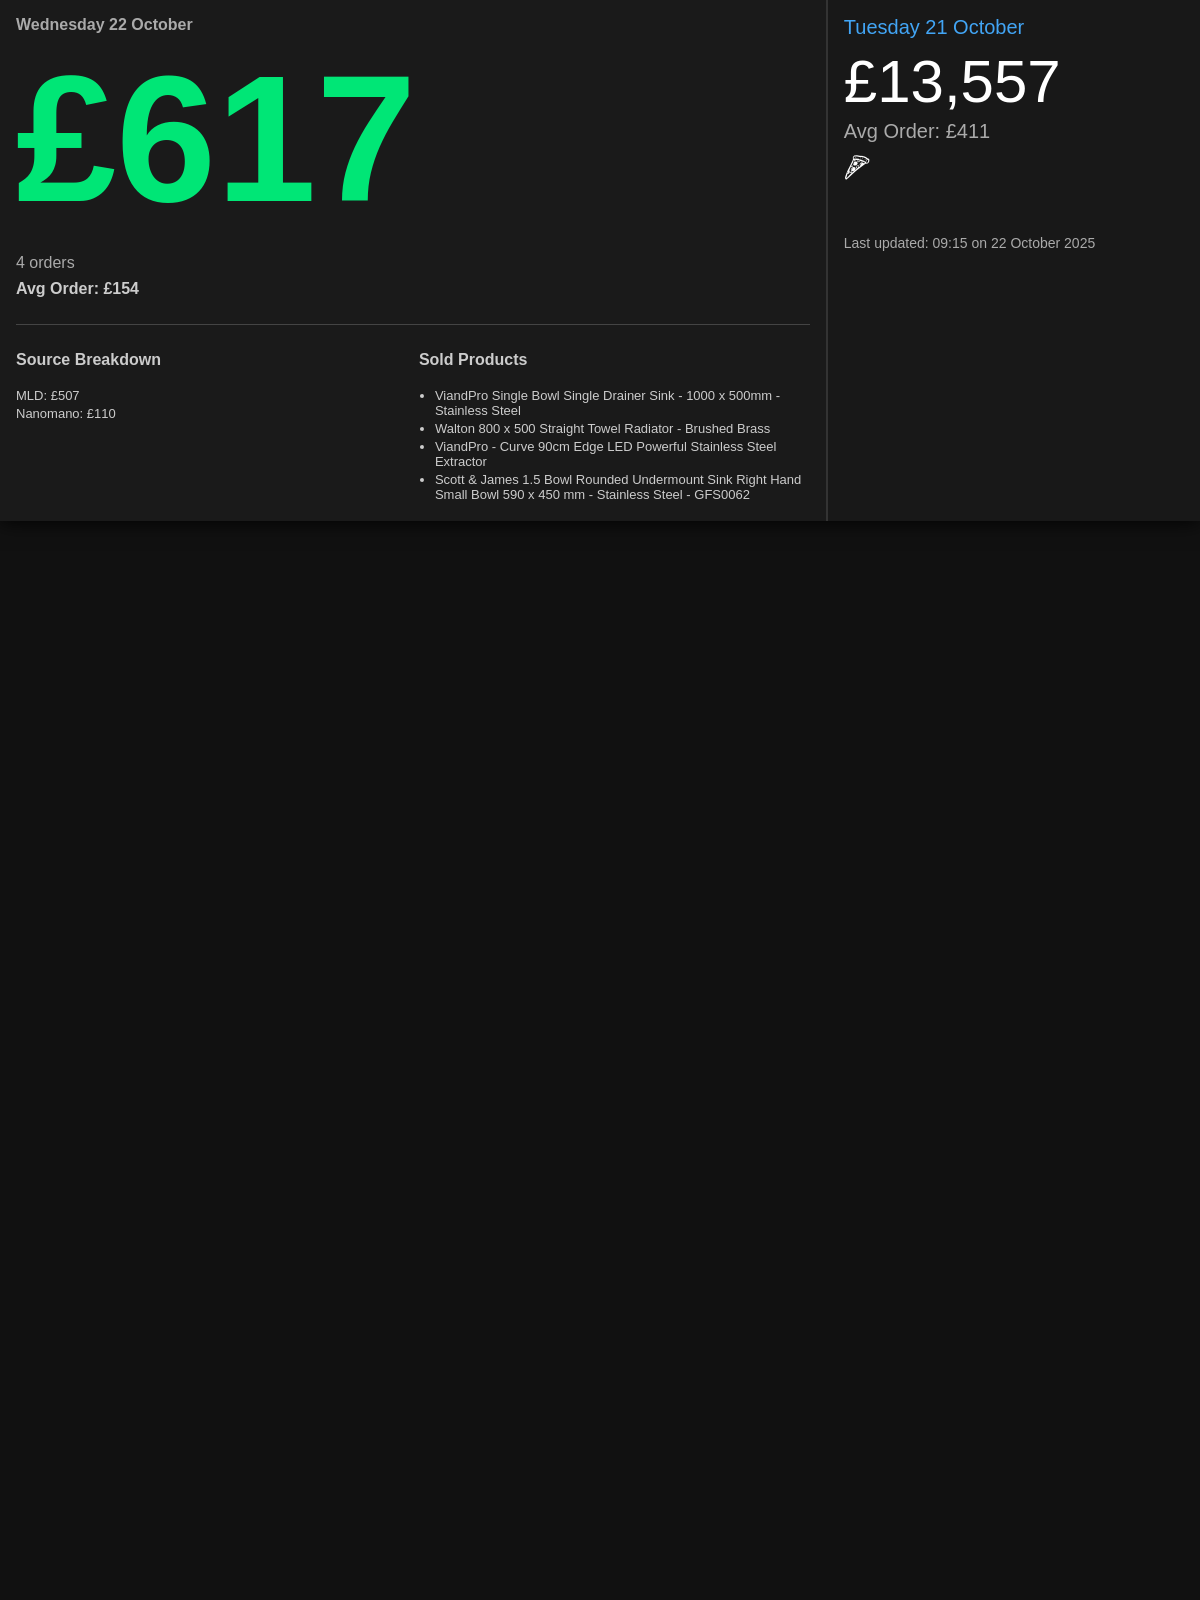 Wednesday 22 October
£617
4 orders
Avg Order: £154
Source Breakdown
MLD: £507
Nanomano: £110
Sold Products
• ViandPro Single Bowl Single Drainer Sink - 1000 x 500mm -
Stainless Steel
• Walton 800 x 500 Straight Towel Radiator - Brushed Brass
• ViandPro - Curve 90cm Edge LED Powerful Stainless Steel
Extractor
• Scott & James 1.5 Bowl Rounded Undermount Sink Right Hand
Small Bowl 590 x 450 mm - Stainless Steel - GFS0062
Tuesday 21 October
£13,557
Avg Order: £411
Last updated: 09:15 on 22 October 2025